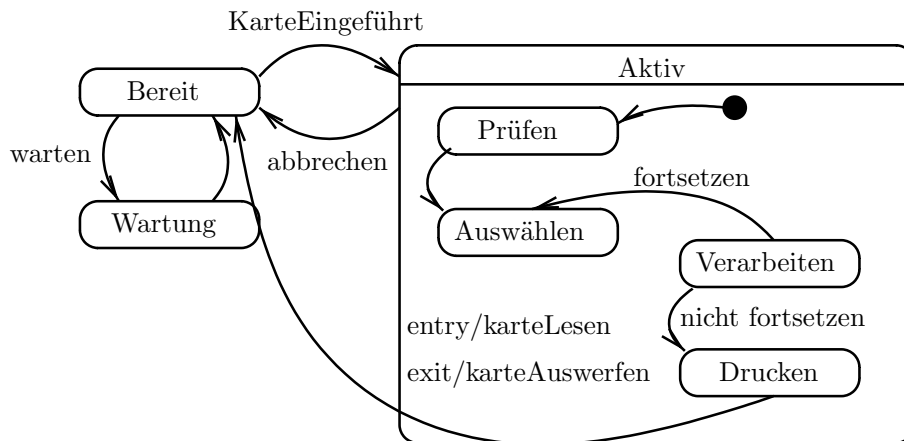 KarteEingeführt
Aktiv
Bereit
Prüfen
warten
abbrechen
fortsetzen
Wartung
Auswählen
Verarbeiten
entry/karteLesen
nicht fortsetzen
exit/karteAuswerfen
Drucken